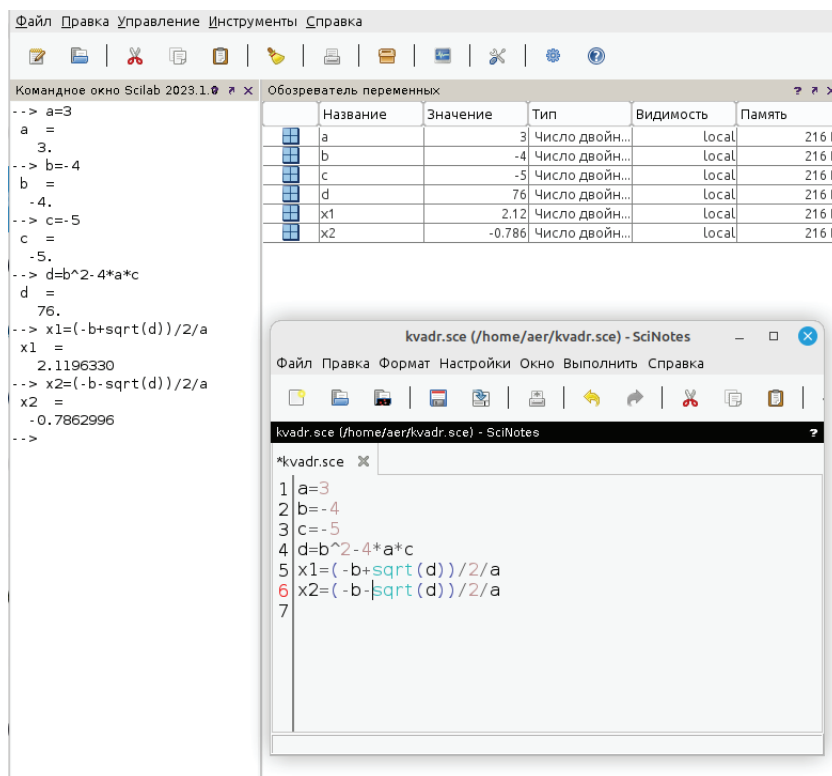 Файл Правка Управление Инструменты Справка
Командное окно Scilab 2023.1.
--> a=3
a  =
3.
--> b=-4
b  =
-4.
--> c=-5
c  =
-5.
--> d=b^2-4*a*c
d  =
76.
--> x1=(-b+sqrt(d))/2/a
x1  =
2.1196330
--> x2=(-b-sqrt(d))/2/a
x2  =
-0.7862996
-->
Обозреватель переменных ?
Название Значение Тип Видимость Память
a 3 Число двойн... local 216
b -4 Число двойн... local 216
c -5 Число двойн... local 216
d 76 Число двойн... local 216
x1 2.12 Число двойн... local 216
x2 -0.786 Число двойн... local 216
kvadr.sce (/home/aer/kvadr.sce) - SciNotes
Файл Правка Формат Настройки Окно Выполнить Справка
kvadr.sce (/home/aer/kvadr.sce) - SciNotes ?
*kvadr.sce
1 a=3
2 b=-4
3 c=-5
4 d=b^2-4*a*c
5 x1=(-b+sqrt(d))/2/a
6 x2=(-b-sqrt(d))/2/a
7